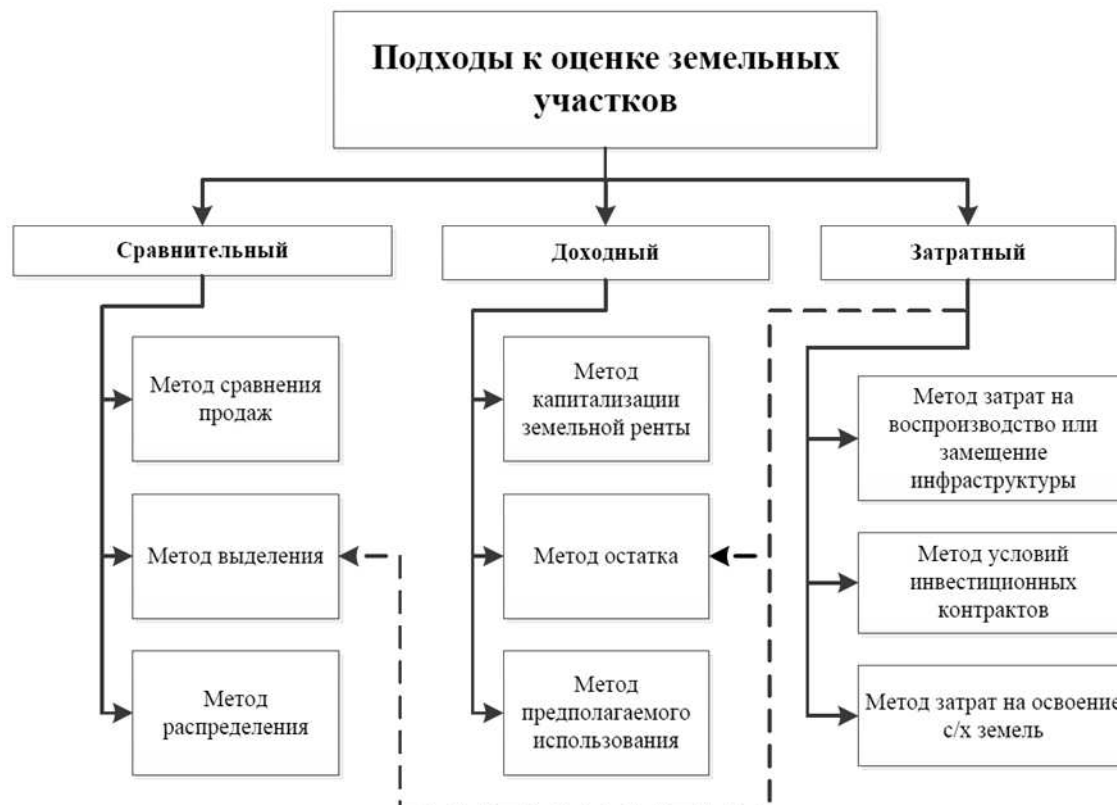 Подходы к оценке земельных
участков
Сравнительный
Доходный
Затратный
Метод сравнения
продаж
Метод выделения
Метод
распределения
Метод
капитализации
земельной ренты
Метод остатка
Метод
предполагаемого
использования
Метод затрат на
воспроизводство или
замещение
инфраструктуры
Метод условий
инвестиционных
контрактов
Метод затрат на освоение
с/х земель